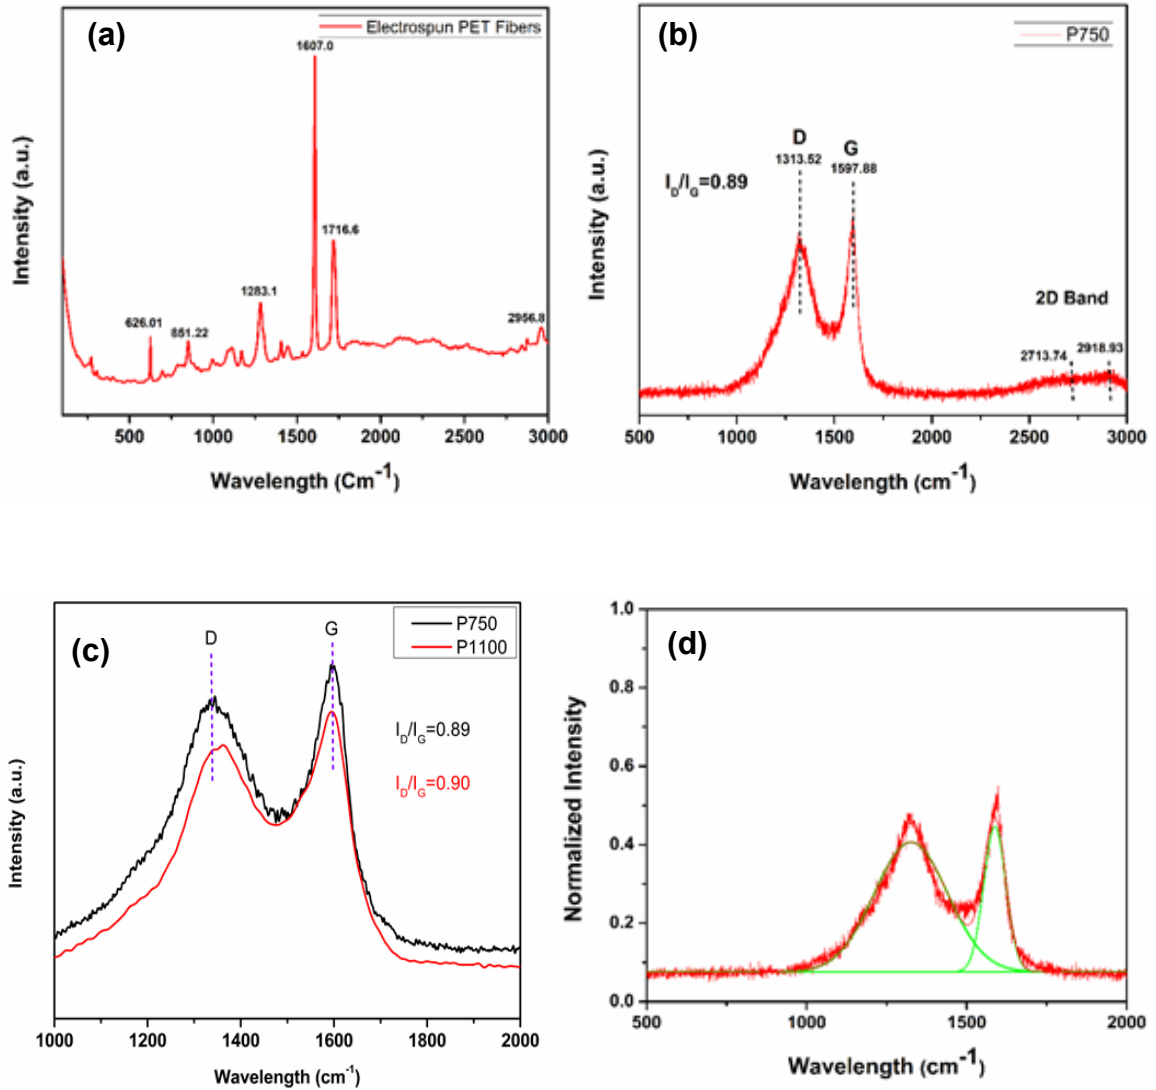 (a)
Electrospun PET Fibers
1607.0
1716.6
1283.1
626.01
851.22
2956.8
Intensity (a.u.)
500 1000 1500 2000 2500 3000
Wavelength (Cm-1)
(b)
P750
D
G
1313.52
1597.88
ID/IG=0.89
2D Band
2713.74
2918.93
Intensity (a.u.)
500 1000 1500 2000 2500 3000
Wavelength (cm-1)
(c)
P750
P1100
D
G
ID/IG=0.89
ID/IG=0.90
Intensity (a.u.)
1000 1200 1400 1600 1800 2000
Wavelength (cm-1)
(d)
1.0
0.8
0.6
0.4
0.2
0.0
Normalized Intensity
500 1000 1500 2000
Wavelength (cm-1)